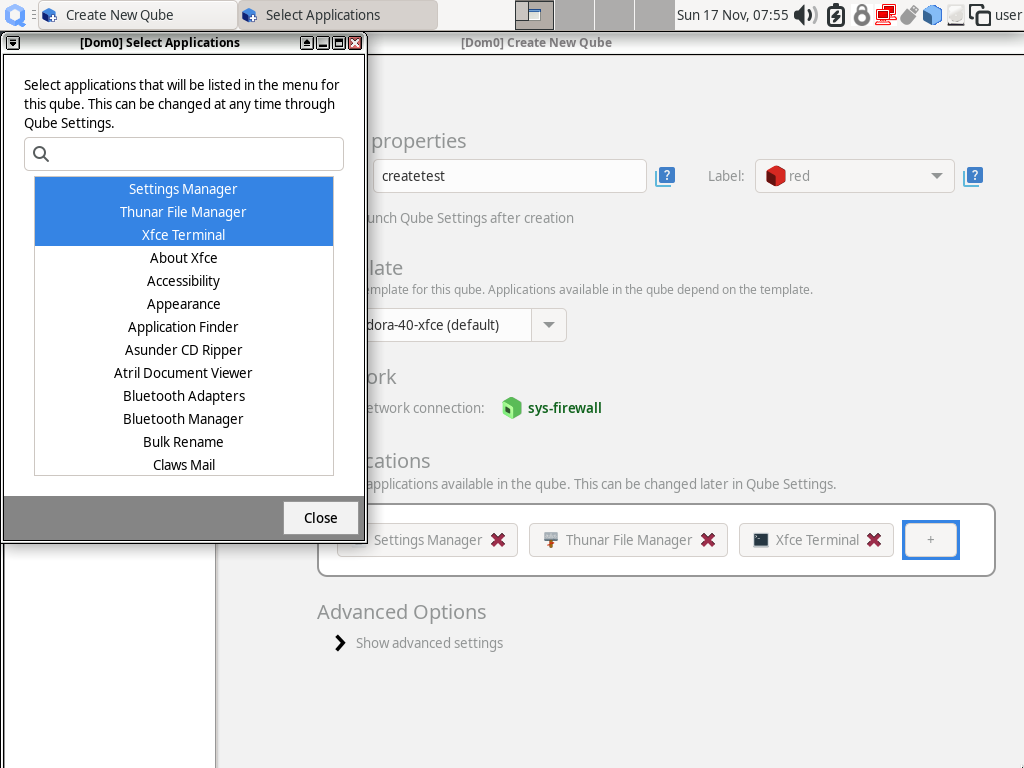 Create New Qube
Select Applications
Sun 17 Nov, 07:55
user
[Dom0] Select Applications
[Dom0] Create New Qube
Select applications that will be listed in the menu for
this qube. This can be changed at any time through
Qube Settings.
Settings Manager
Thunar File Manager
Xfce Terminal
About Xfce
Accessibility
Appearance
Application Finder
Asunder CD Ripper
Atril Document Viewer
Bluetooth Adapters
Bluetooth Manager
Bulk Rename
Claws Mail
Close
properties
createtest
?
Label:
red
?
unch Qube Settings after creation
late
emplate for this qube. Applications available in the qube depend on the template.
dora-40-xfce (default)
ork
etwork connection:
sys-firewall
cations
applications available in the qube. This can be changed later in Qube Settings.
Settings Manager
Thunar File Manager
Xfce Terminal
+
Advanced Options
Show advanced settings